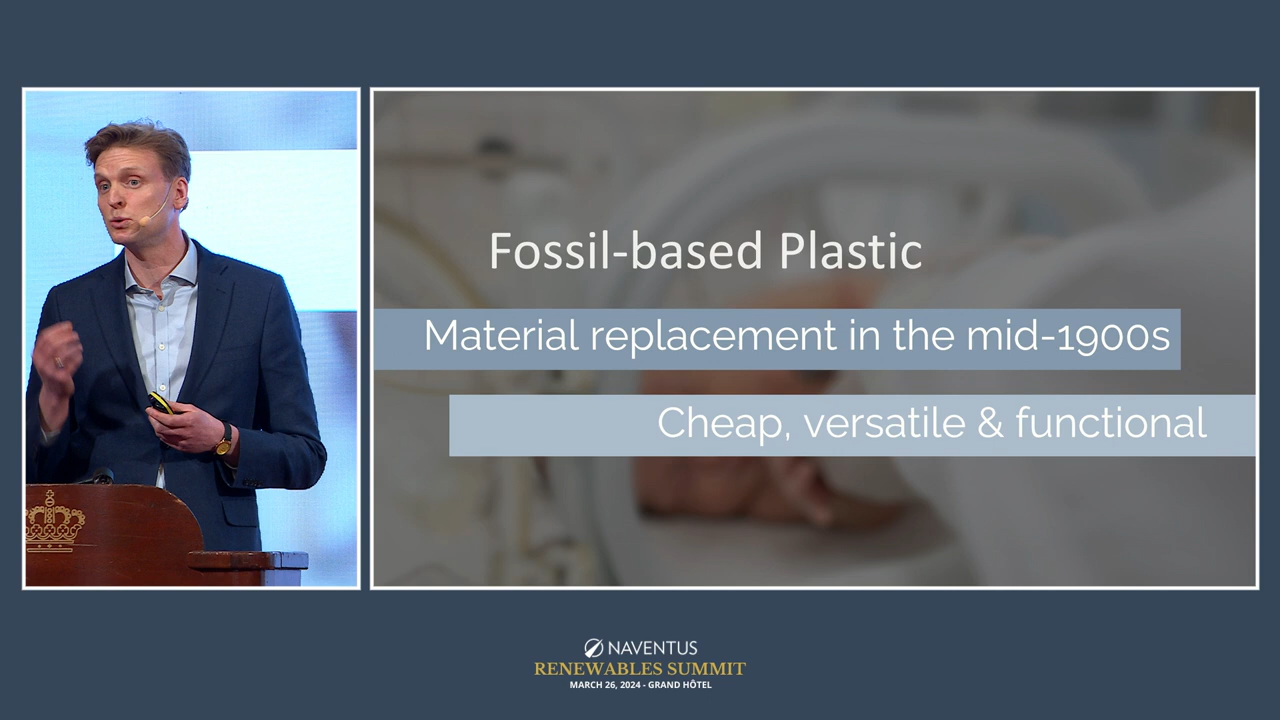 Fossil-based Plastic
Material replacement in the mid-1900s
Cheap, versatile & functional
NAVENTUS
RENEWABLES SUMMIT
MARCH 26, 2024 - GRAND HÔTEL